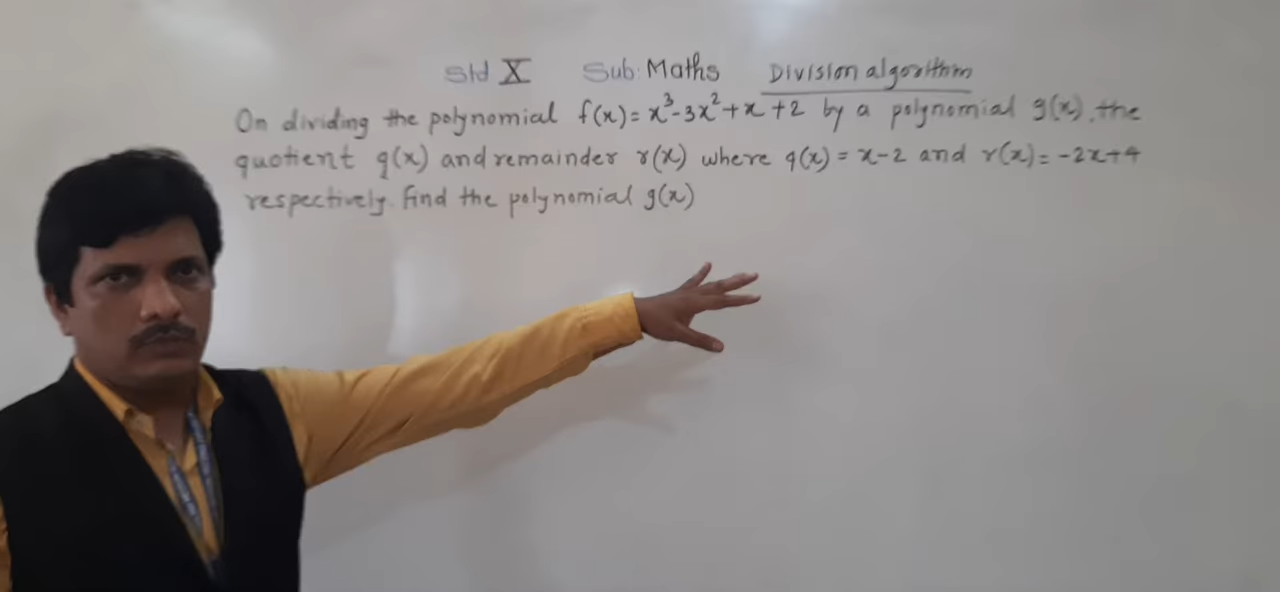 Std X Sub: Maths Division algorithm
On dividing the polynomial f(x) = x³-3x²+x+2 by a polynomial g(x), the
quotient q(x) and remainder r(x) where q(x) = x-2 and r(x) = -2x+4
respectively. Find the polynomial g(x)